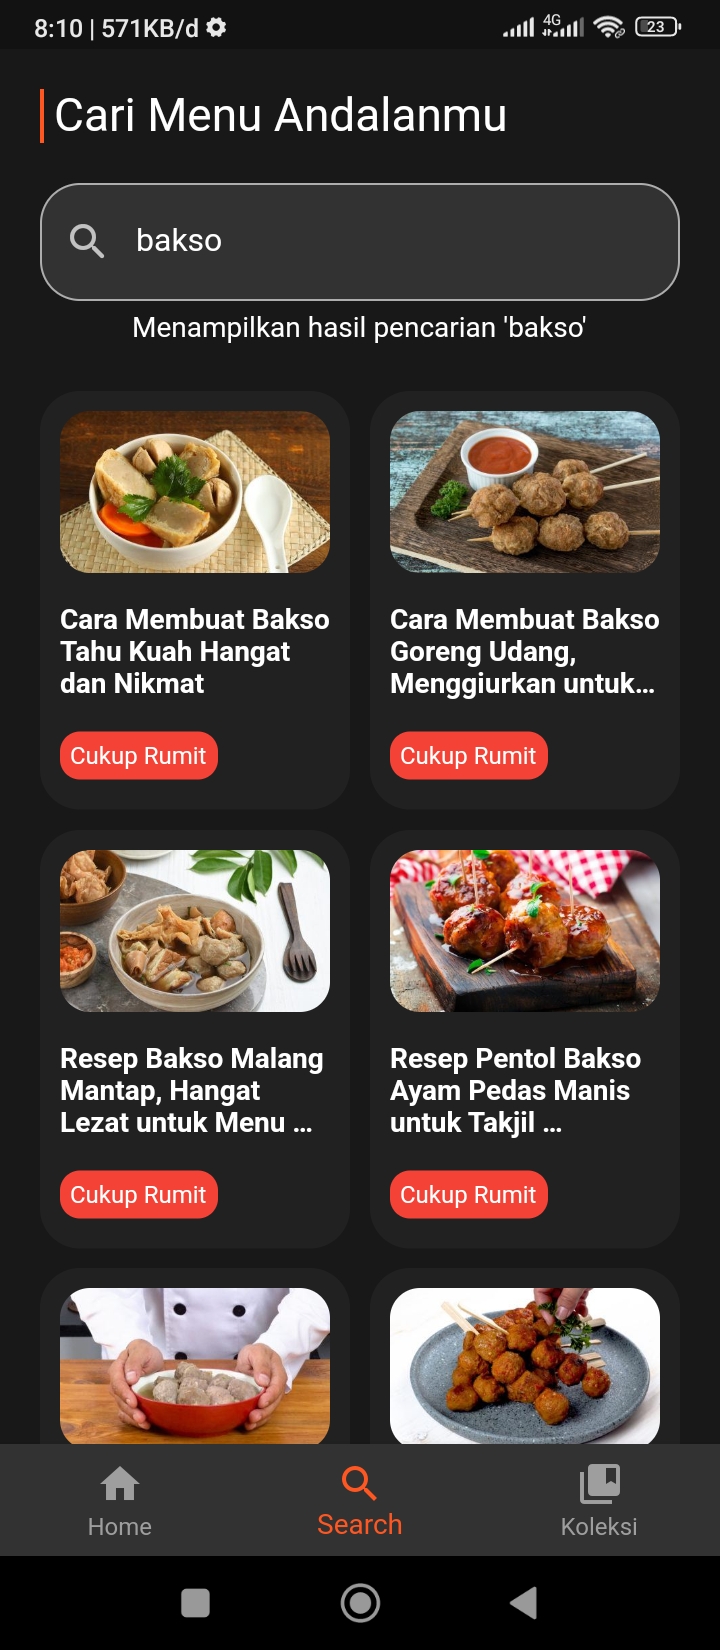 8:10 | 571KB/d
4G
23
Cari Menu Andalanmu
bakso
Menampilkan hasil pencarian 'bakso'
Cara Membuat Bakso
Tahu Kuah Hangat
dan Nikmat
Cukup Rumit
Cara Membuat Bakso
Goreng Udang,
Menggiurkan untuk...
Cukup Rumit
Resep Bakso Malang
Mantap, Hangat
Lezat untuk Menu ...
Cukup Rumit
Resep Pentol Bakso
Ayam Pedas Manis
untuk Takjil ...
Cukup Rumit
Home
Search
Koleksi